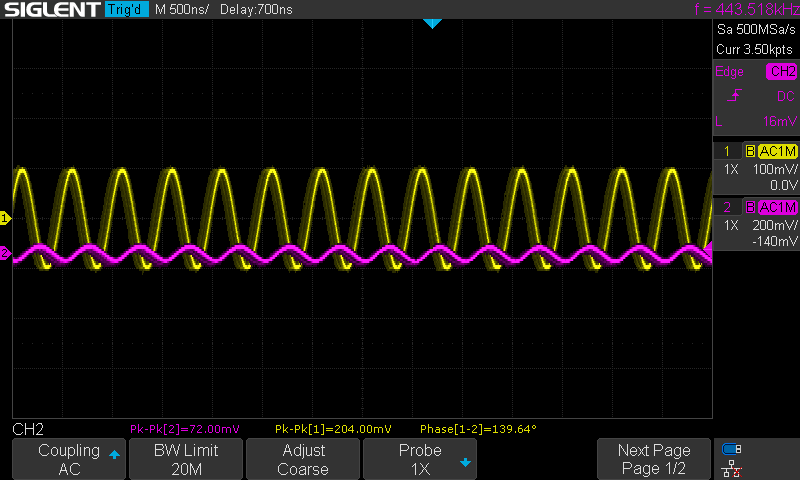 SIGLENT Trig'd M 500ns/ Delay:700ns f = 443.518kHz
Sa 500MSa/s
Curr 3.50kpts
Edge CH2
DC
L 16mV
1 B AC1M
1X 100mV/
0.0V
2 B AC1M
1X 200mV/
-140mV
1
2
CH2 Pk-Pk[2]=72.00mV Pk-Pk[1]=204.00mV Phase[1-2]=139.64°
Coupling BW Limit Adjust Probe Next Page
AC 20M Coarse 1X Page 1/2